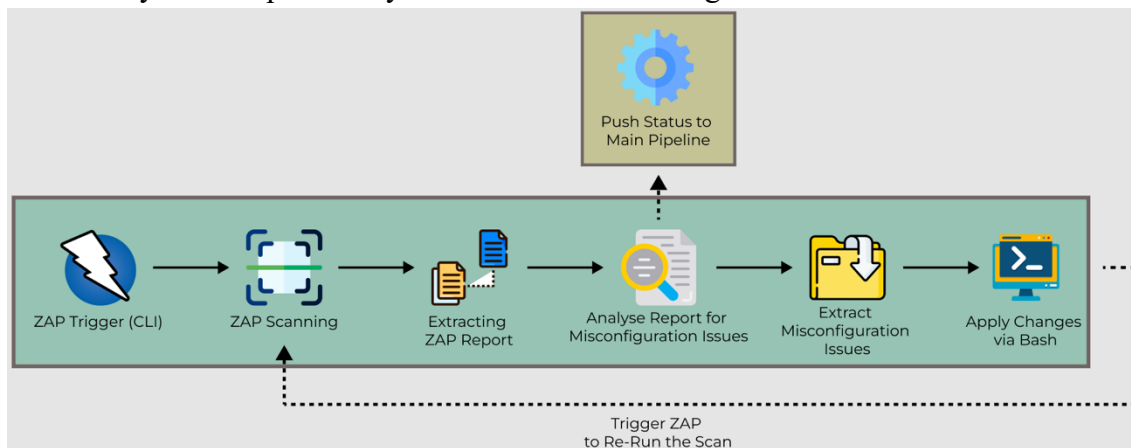 Push Status to
Main Pipeline
ZAP Trigger (CLI)
ZAP Scanning
Extracting
ZAP Report
Analyse Report for
Misconfiguration Issues
Extract
Misconfiguration
Issues
Apply Changes
via Bash
Trigger ZAP
to Re-Run the Scan